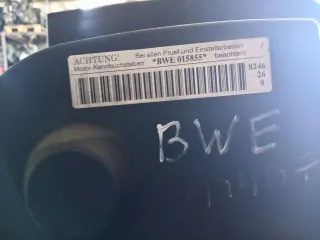 ACHTUNG! Bei allen Pruef-und Einstellarbeiten
Motor-Kennbuchstaben *BWE 015855* beachten!
8246
26
9
BWE